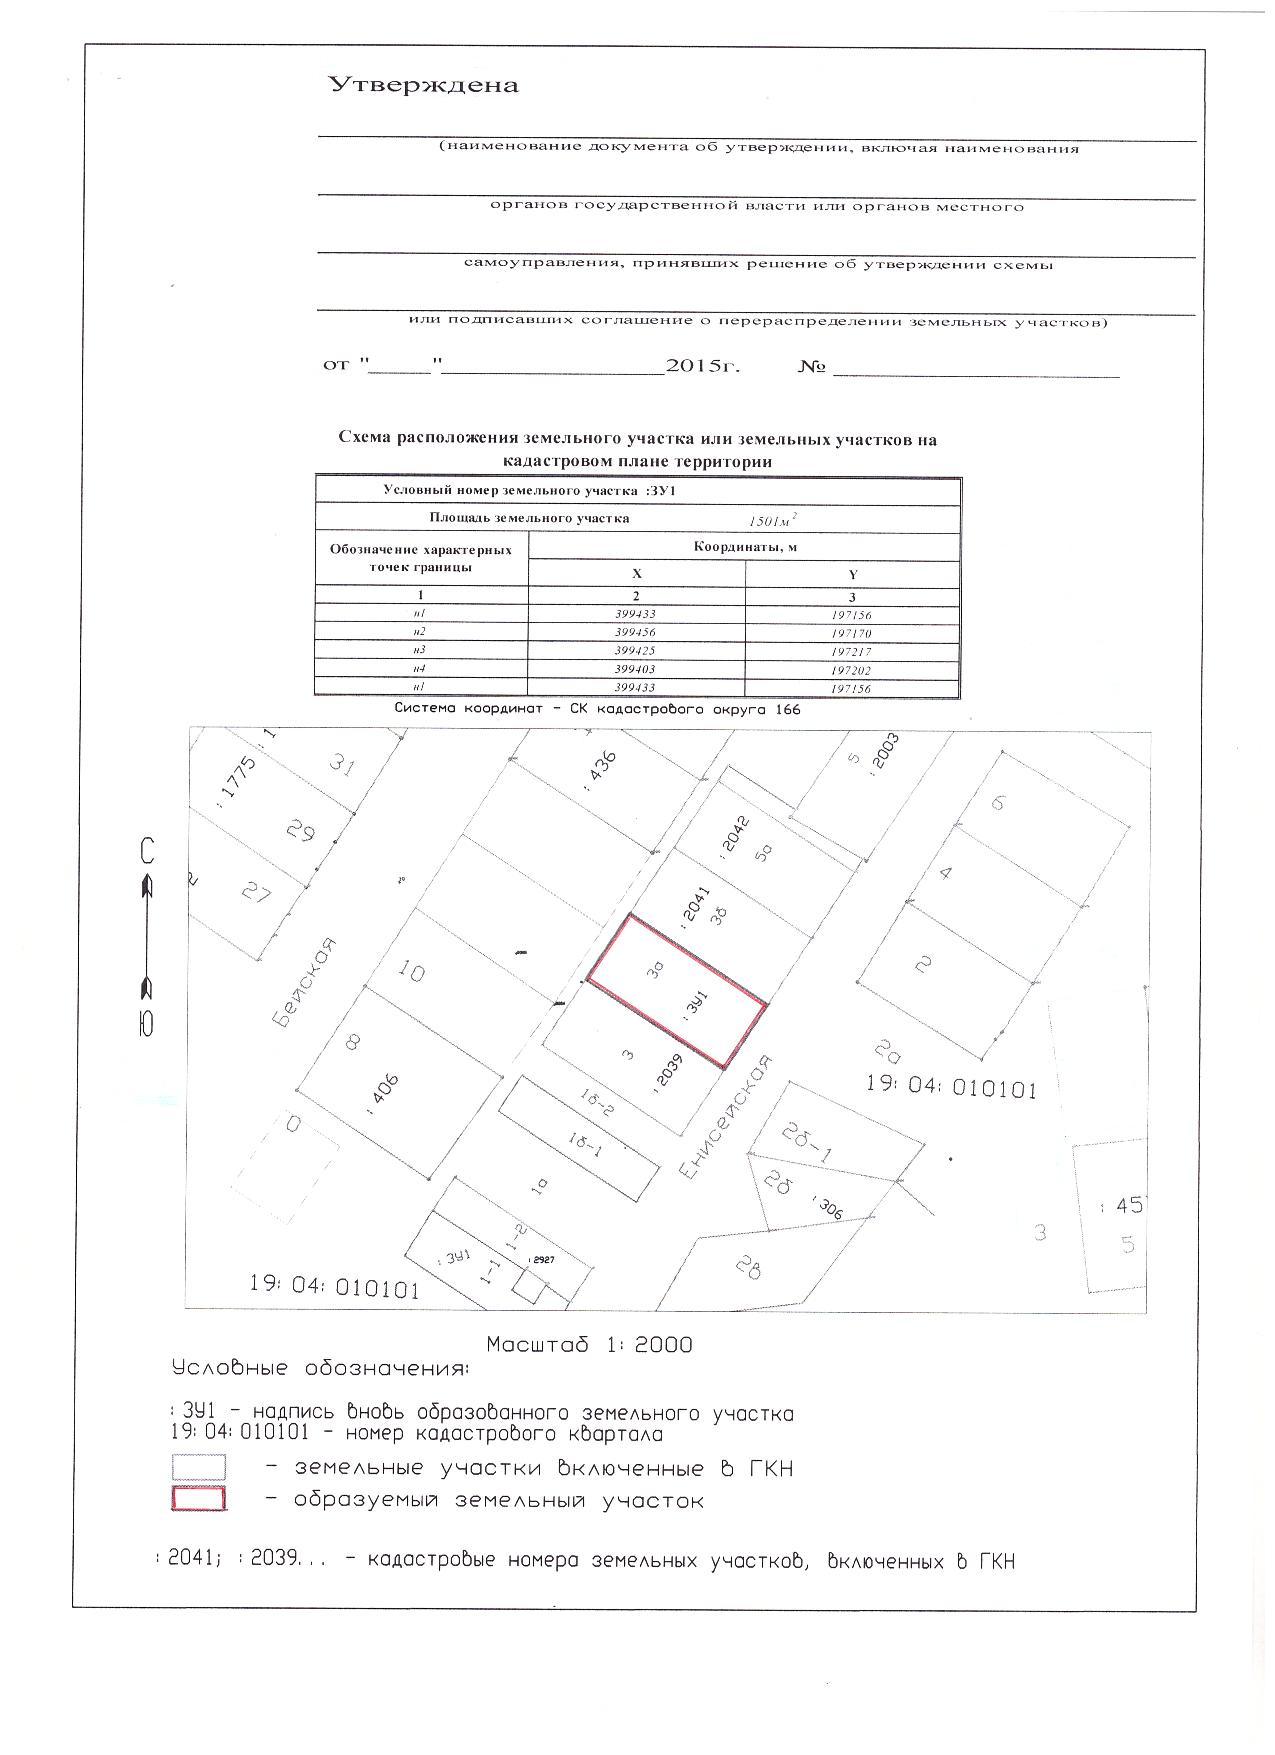 Утверждена
(наименование документа об утверждении, включая наименования
органов государственной власти или органов местного
самоуправления, принявших решение об утверждении схемы
или подписавших соглашение о перераспределении земельных участков)
от "______"______________________2015г. № ____________________________
Схема расположения земельного участка или земельных участков на
кадастровом плане территории
Условный номер земельного участка :ЗУ1
Площадь земельного участка 1501м²
Обозначение характерных точек границы Координаты, м
X Y
1 2 3
н1 399433 197156
н2 399456 197170
н3 399425 197217
н4 399403 197202
н1 399433 197156
Система координат - СК кадастрового округа 166
:1775
31
29
27
:436
5
:2003
:2042
5а
6
4
2
:2041
3б
3а
:ЗУ1
3
:2039
С
Ю
Бейская
10
8
:406
0
1б-2
1б-1
1а
1-2
1-1
:ЗУ1
:2927
Енисейская
2а
19:04:010101
2б-1
2б
:306
2в
3
:45
5
19:04:010101
Масштаб 1:2000
Условные обозначения:
:ЗУ1 - надпись вновь образованного земельного участка
19:04:010101 - номер кадастрового квартала
- земельные участки включенные в ГКН
- образуемый земельный участок
:2041; :2039... - кадастровые номера земельных участков, включенных в ГКН